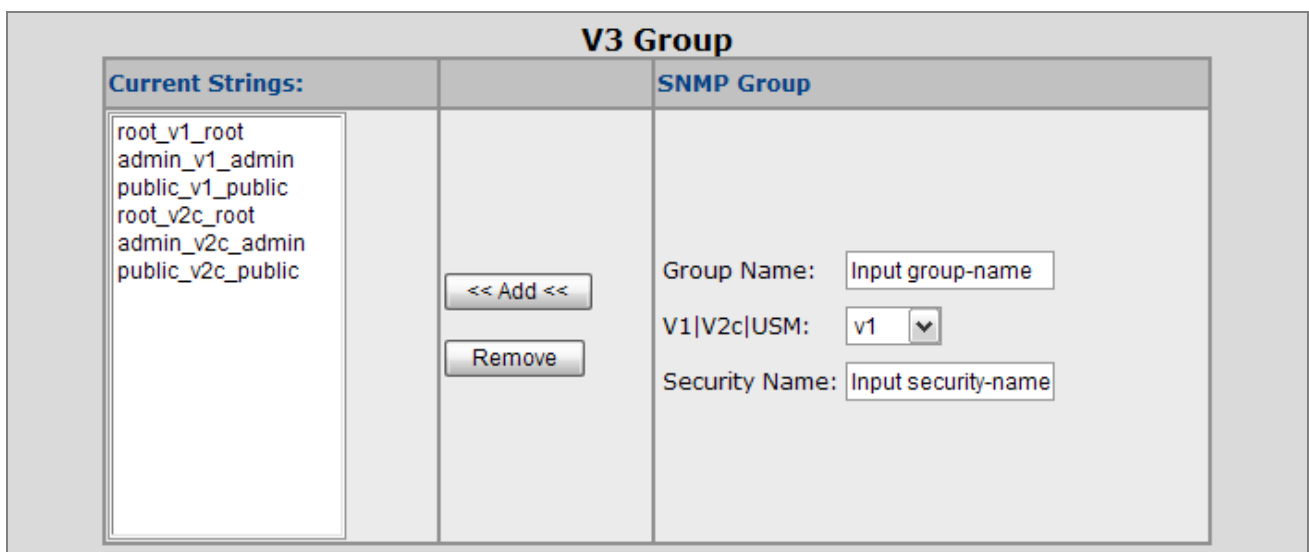 V3 Group
Current Strings:
SNMP Group
root_v1_root
admin_v1_admin
public_v1_public
root_v2c_root
admin_v2c_admin
public_v2c_public
<< Add <<
Remove
Group Name: Input group-name
V1|V2c|USM: v1
Security Name: Input security-name